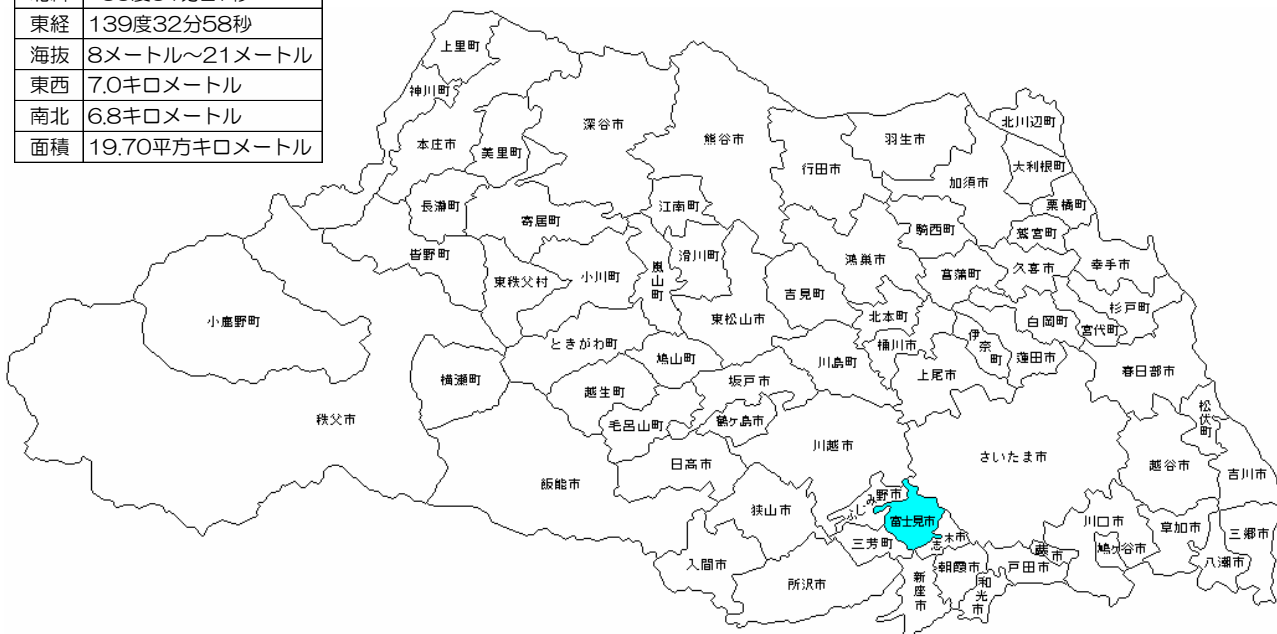 東経 139度32分58秒
海抜 8メートル～21メートル
東西 7.0キロメートル
南北 6.8キロメートル
面積 19.70平方キロメートル
上里町
神川町
本庄市
美里町
深谷市
熊谷市
行田市
羽生市
北川辺町
大利根町
加須市
栗橋町
長瀞町
寄居町
江南町
騎西町
鷲宮町
皆野町
東秩父村
小川町
嵐山町
滑川町
吉見町
鴻巣市
菖蒲町
久喜市
幸手市
小鹿野町
東松山市
北本町
白岡町
杉戸町
宮代町
ときがわ町
鳩山町
川島町
桶川市
伊奈町
蓮田市
横瀬町
越生町
坂戸市
上尾市
春日部市
秩父市
毛呂山町
鶴ヶ島市
松伏町
川越市
さいたま市
日高市
越谷市
吉川市
飯能市
狭山市
ふじみ野市
富士見市
川口市
草加市
三郷市
三芳町
志木市
蕨市
鳩ヶ谷市
八潮市
入間市
所沢市
新座市
朝霞市
和光市
戸田市